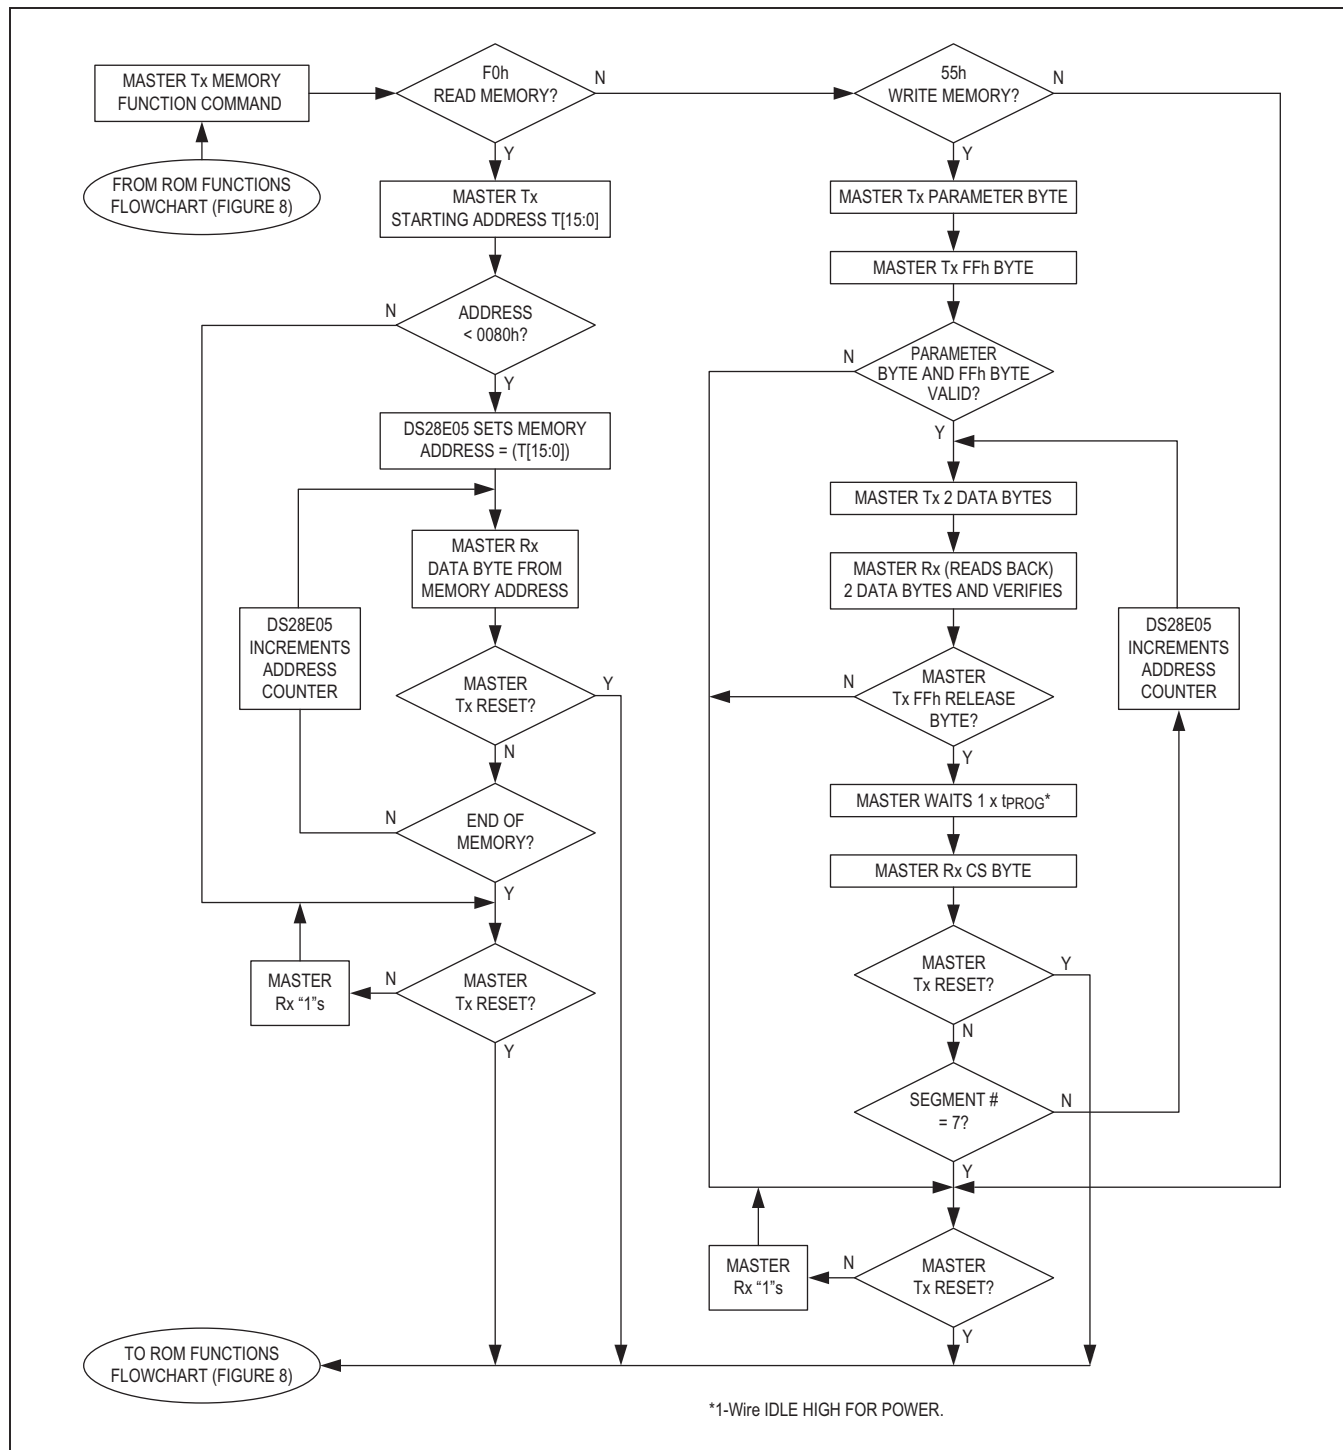 MASTER Tx MEMORY
FUNCTION COMMAND
FROM ROM FUNCTIONS
FLOWCHART (FIGURE 8)
F0h
READ MEMORY?
N
Y
MASTER Tx
STARTING ADDRESS T[15:0]
ADDRESS
< 0080h?
N
Y
DS28E05 SETS MEMORY
ADDRESS = (T[15:0])
MASTER Rx
DATA BYTE FROM
MEMORY ADDRESS
DS28E05
INCREMENTS
ADDRESS
COUNTER
MASTER
Tx RESET?
Y
N
END OF
MEMORY?
N
Y
MASTER
Tx RESET?
N
Y
MASTER
Rx “1”s
55h
WRITE MEMORY?
N
Y
MASTER Tx PARAMETER BYTE
MASTER Tx FFh BYTE
PARAMETER
BYTE AND FFh BYTE
VALID?
N
Y
MASTER Tx 2 DATA BYTES
MASTER Rx (READS BACK)
2 DATA BYTES AND VERIFIES
DS28E05
INCREMENTS
ADDRESS
COUNTER
MASTER
Tx FFh RELEASE
BYTE?
N
Y
MASTER WAITS 1 x tPROG*
MASTER Rx CS BYTE
MASTER
Tx RESET?
Y
N
SEGMENT #
= 7?
N
Y
MASTER
Tx RESET?
N
Y
MASTER
Rx “1”s
TO ROM FUNCTIONS
FLOWCHART (FIGURE 8)
*1-Wire IDLE HIGH FOR POWER.